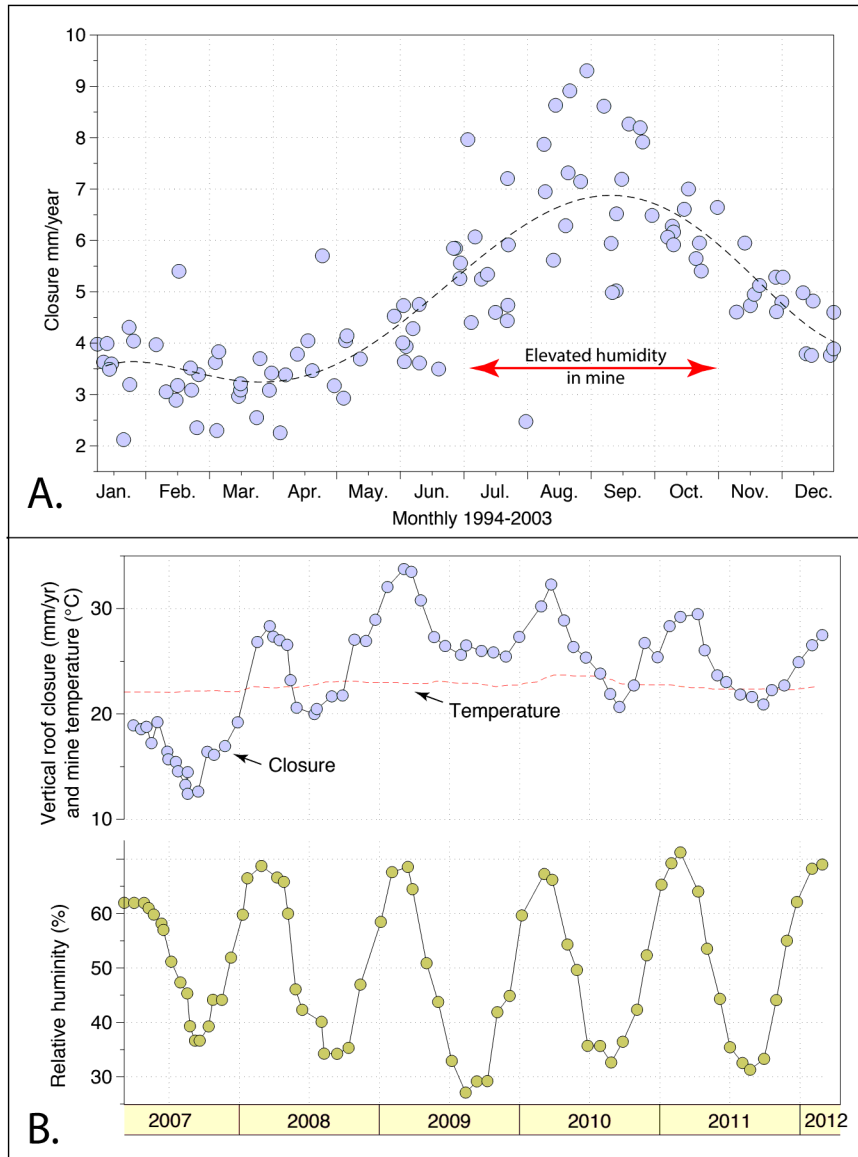 10
9
8
7
6
5
4
3
2
Closure mm/year
Elevated humidity
in mine
Jan. Feb. Mar. Apr. May. Jun. Jul. Aug. Sep. Oct. Nov. Dec.
Monthly 1994-2003
A.
Vertical roof closure (mm/yr)
and mine temperature (°C)
30
20
10
Temperature
Closure
Relative huminity (%)
60
50
40
30
2007 2008 2009 2010 2011 2012
B.